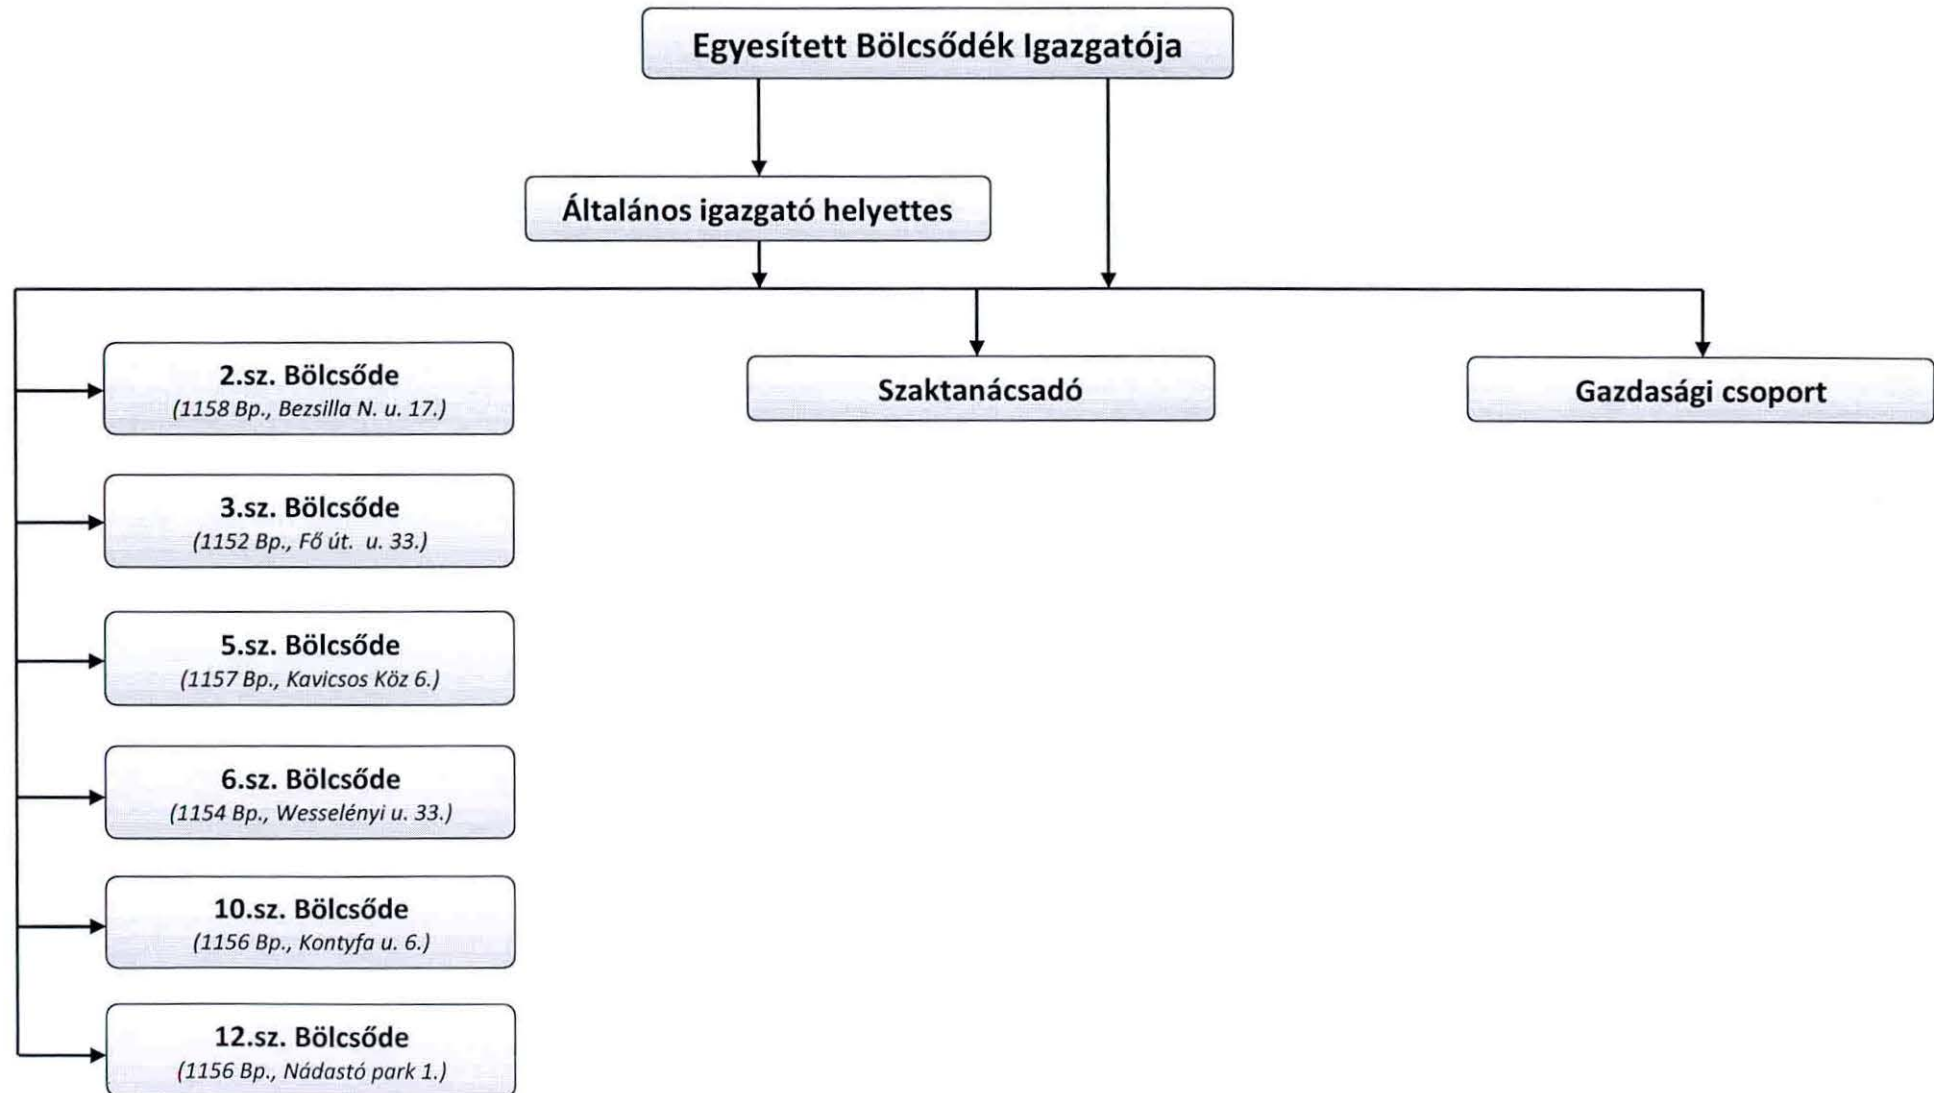 Egyesített Bölcsődék Igazgatója
Általános igazgató helyettes
2.sz. Bölcsőde
(1158 Bp., Bezsilla N. u. 17.)
Szaktanácsadó
Gazdasági csoport
3.sz. Bölcsőde
(1152 Bp., Fő út. u. 33.)
5.sz. Bölcsőde
(1157 Bp., Kavicsos Köz 6.)
6.sz. Bölcsőde
(1154 Bp., Wesselényi u. 33.)
10.sz. Bölcsőde
(1156 Bp., Kontyfa u. 6.)
12.sz. Bölcsőde
(1156 Bp., Nádastó park 1.)